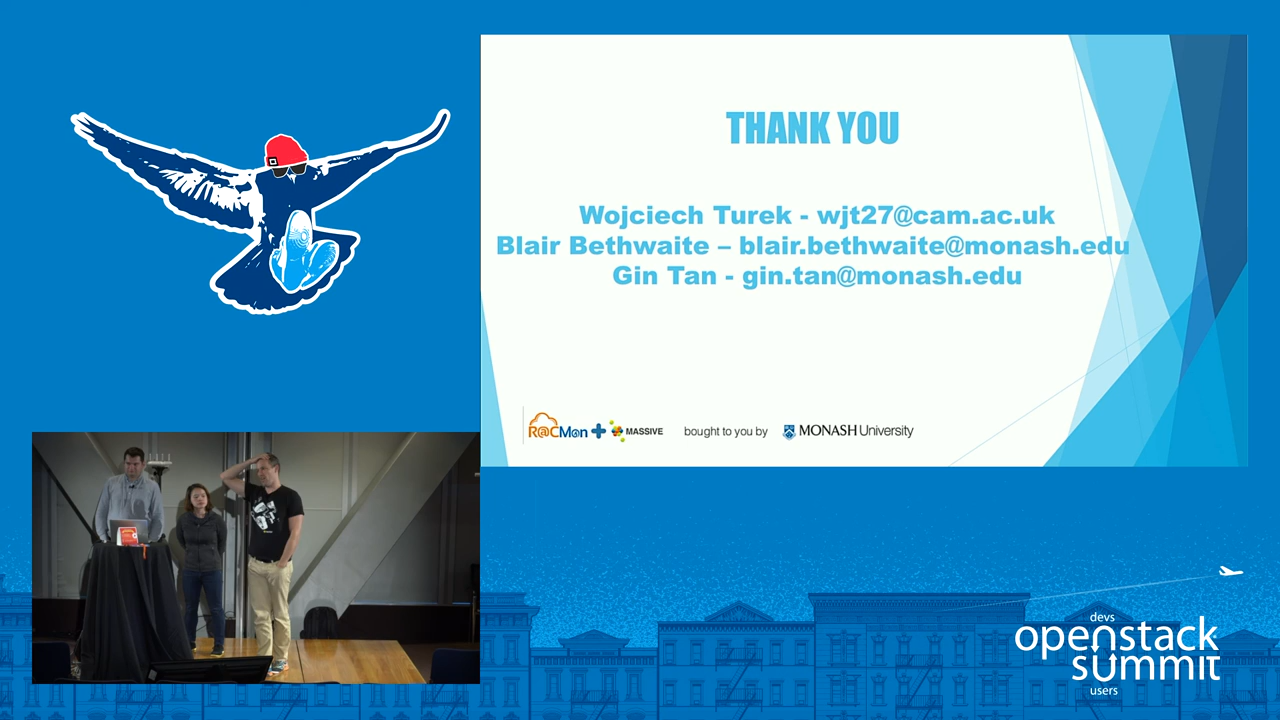 THANK YOU
Wojciech Turek - wjt27@cam.ac.uk
Blair Bethwaite – blair.bethwaite@monash.edu
Gin Tan - gin.tan@monash.edu
R@CMon + MASSIVE bought to you by MONASH University
devs
openstack
summit
users